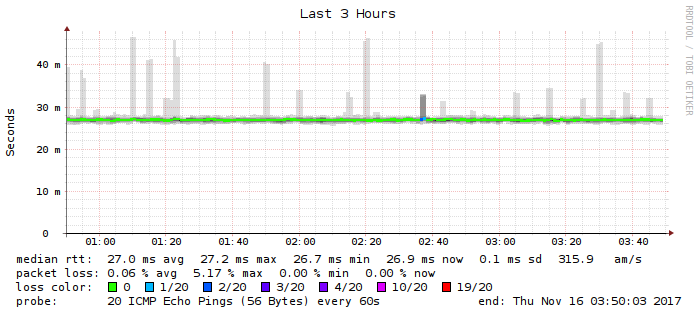 Last 3 Hours
RRDTOOL / TOBI OETIKER
Seconds
40 m
30 m
20 m
10 m
0
01:00 01:20 01:40 02:00 02:20 02:40 03:00 03:20 03:40
median rtt: 27.0 ms avg 27.2 ms max 26.7 ms min 26.9 ms now 0.1 ms sd 315.9 am/s
packet loss: 0.06 % avg 5.17 % max 0.00 % min 0.00 % now
loss color: 0 1/20 2/20 3/20 4/20 10/20 19/20
probe: 20 ICMP Echo Pings (56 Bytes) every 60s end: Thu Nov 16 03:50:03 2017